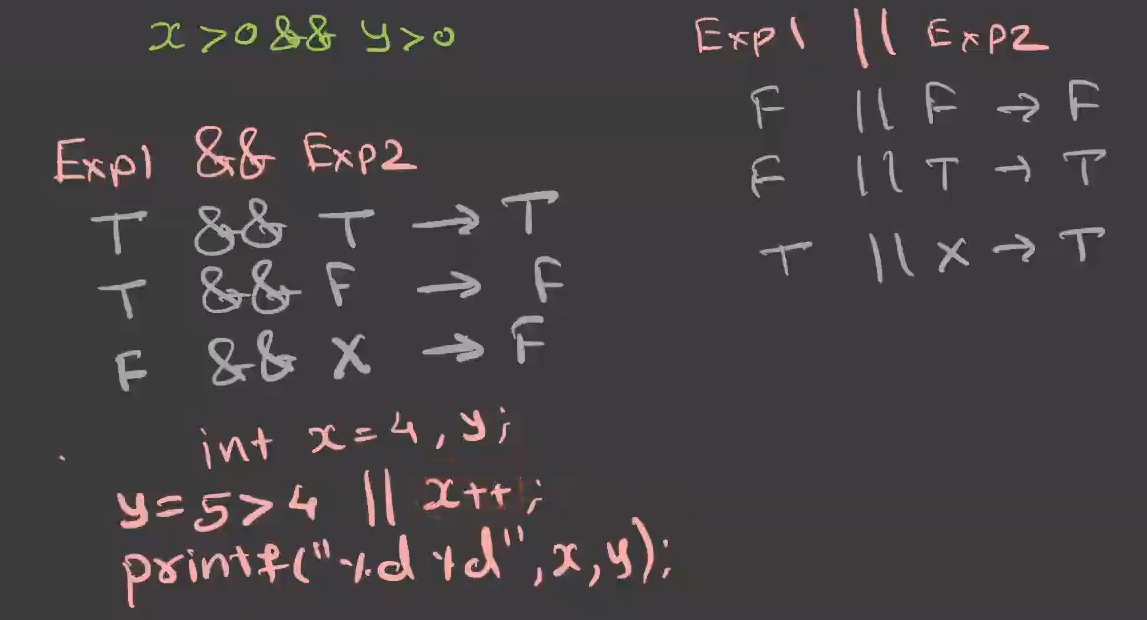 x>0 && y>0
Exp1 && Exp2
T && T → T
T && F → F
F && X → F
Exp1 || Exp2
F || F → F
F || T → T
T || X → T
int x=4,y;
y=5>4 || x++;
printf("%d %d",x,y);